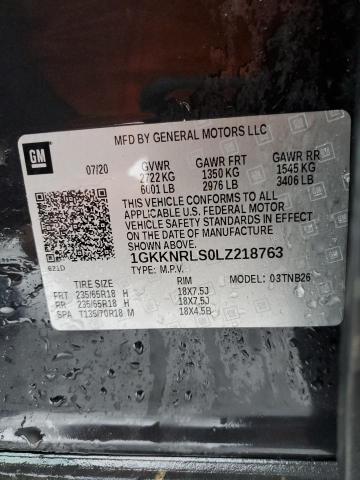 GM
MFD BY GENERAL MOTORS LLC
07/20 GVWR GAWR FRT GAWR RR
2722 KG 1350 KG 1545 KG
6001 LB 2976 LB 3406 LB
THIS VEHICLE CONFORMS TO ALL
APPLICABLE U.S. FEDERAL MOTOR
VEHICLE SAFETY STANDARDS IN EFFECT
ON THE DATE OF MANUFACTURE SHOWN ABOVE.
1GKKNRLS0LZ218763
621D TYPE: M.P.V.
MODEL: 03TNB26
TIRE SIZE RIM
FRT 235/65R18 H 18X7.5J
RR 235/65R18 H 18X7.5J
SPA T135/70R18 M 18X4.5B